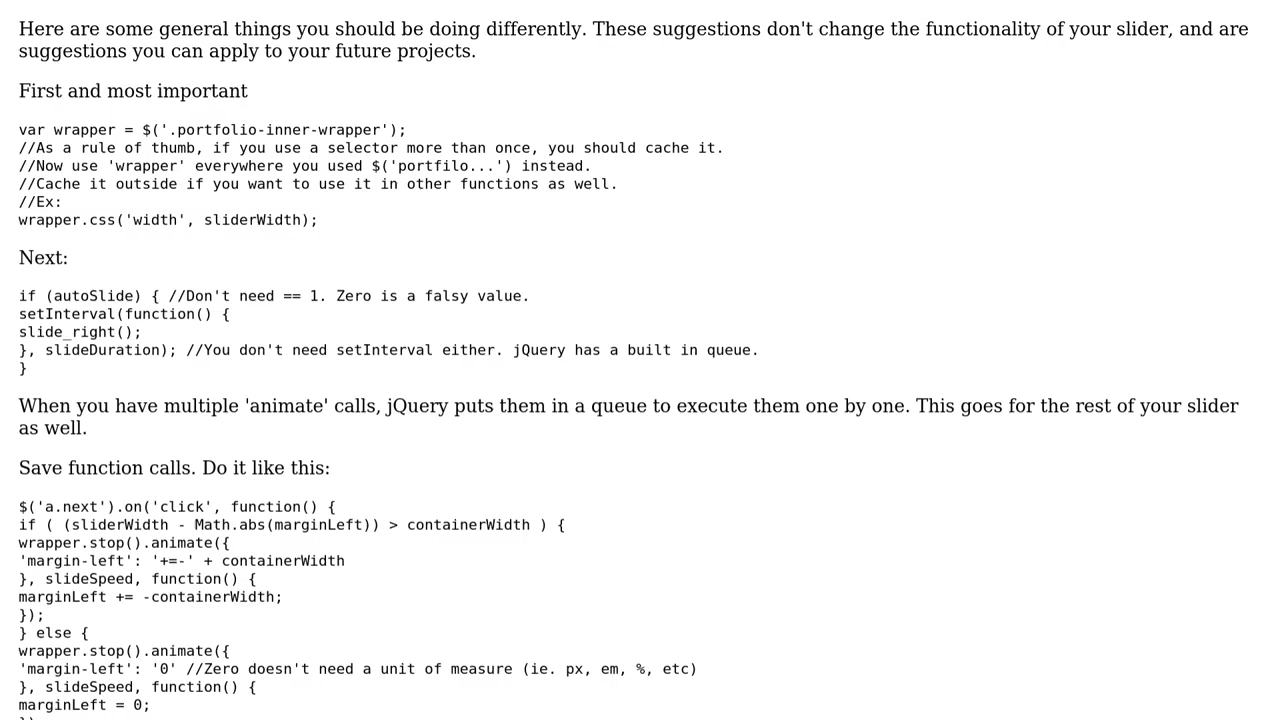 Here are some general things you should be doing differently. These suggestions don't change the functionality of your slider, and are
suggestions you can apply to your future projects.
First and most important
var wrapper = $('.portfolio-inner-wrapper');
//As a rule of thumb, if you use a selector more than once, you should cache it.
//Now use 'wrapper' everywhere you used $('portfilo...') instead.
//Cache it outside if you want to use it in other functions as well.
//Ex:
wrapper.css('width', sliderWidth);
Next:
if (autoSlide) { //Don't need == 1. Zero is a falsy value.
setInterval(function() {
slide_right();
}, slideDuration); //You don't need setInterval either. jQuery has a built in queue.
}
When you have multiple 'animate' calls, jQuery puts them in a queue to execute them one by one. This goes for the rest of your slider
as well.
Save function calls. Do it like this:
$('a.next').on('click', function() {
if ( (sliderWidth - Math.abs(marginLeft)) > containerWidth ) {
wrapper.stop().animate({
'margin-left': '+=-' + containerWidth
}, slideSpeed, function() {
marginLeft += -containerWidth;
});
} else {
wrapper.stop().animate({
'margin-left': '0' //Zero doesn't need a unit of measure (ie. px, em, %, etc)
}, slideSpeed, function() {
marginLeft = 0;